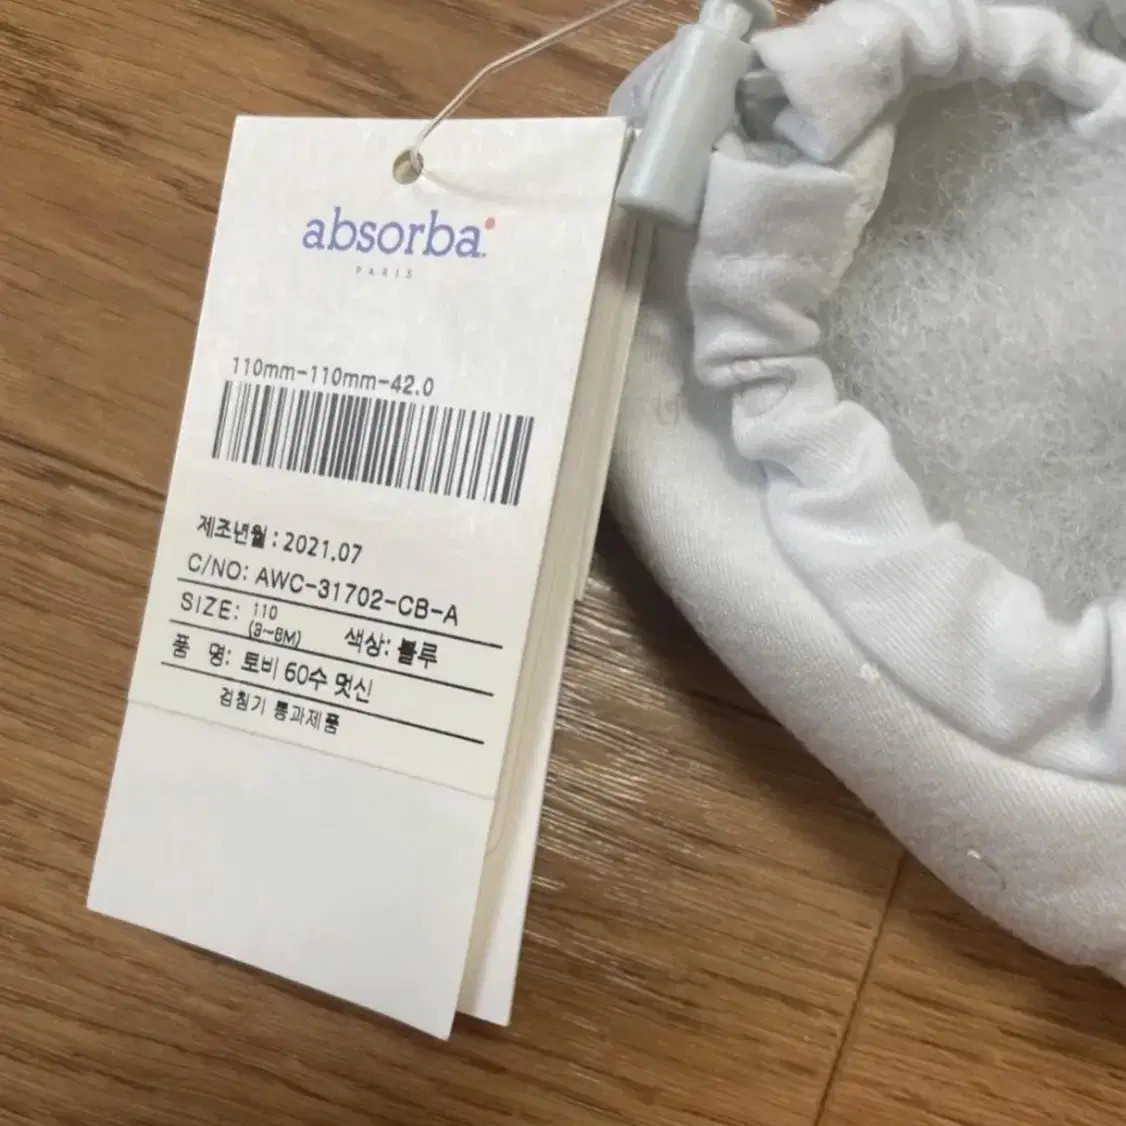 absorba
PARIS
110mm-110mm-42.0
제조년월 : 2021.07
C/NO: AWC-31702-CB-A
SIZE: 110 (3~6M) 색상: 블루
품 명: 토비 60수 멋신
검침기 통과제품